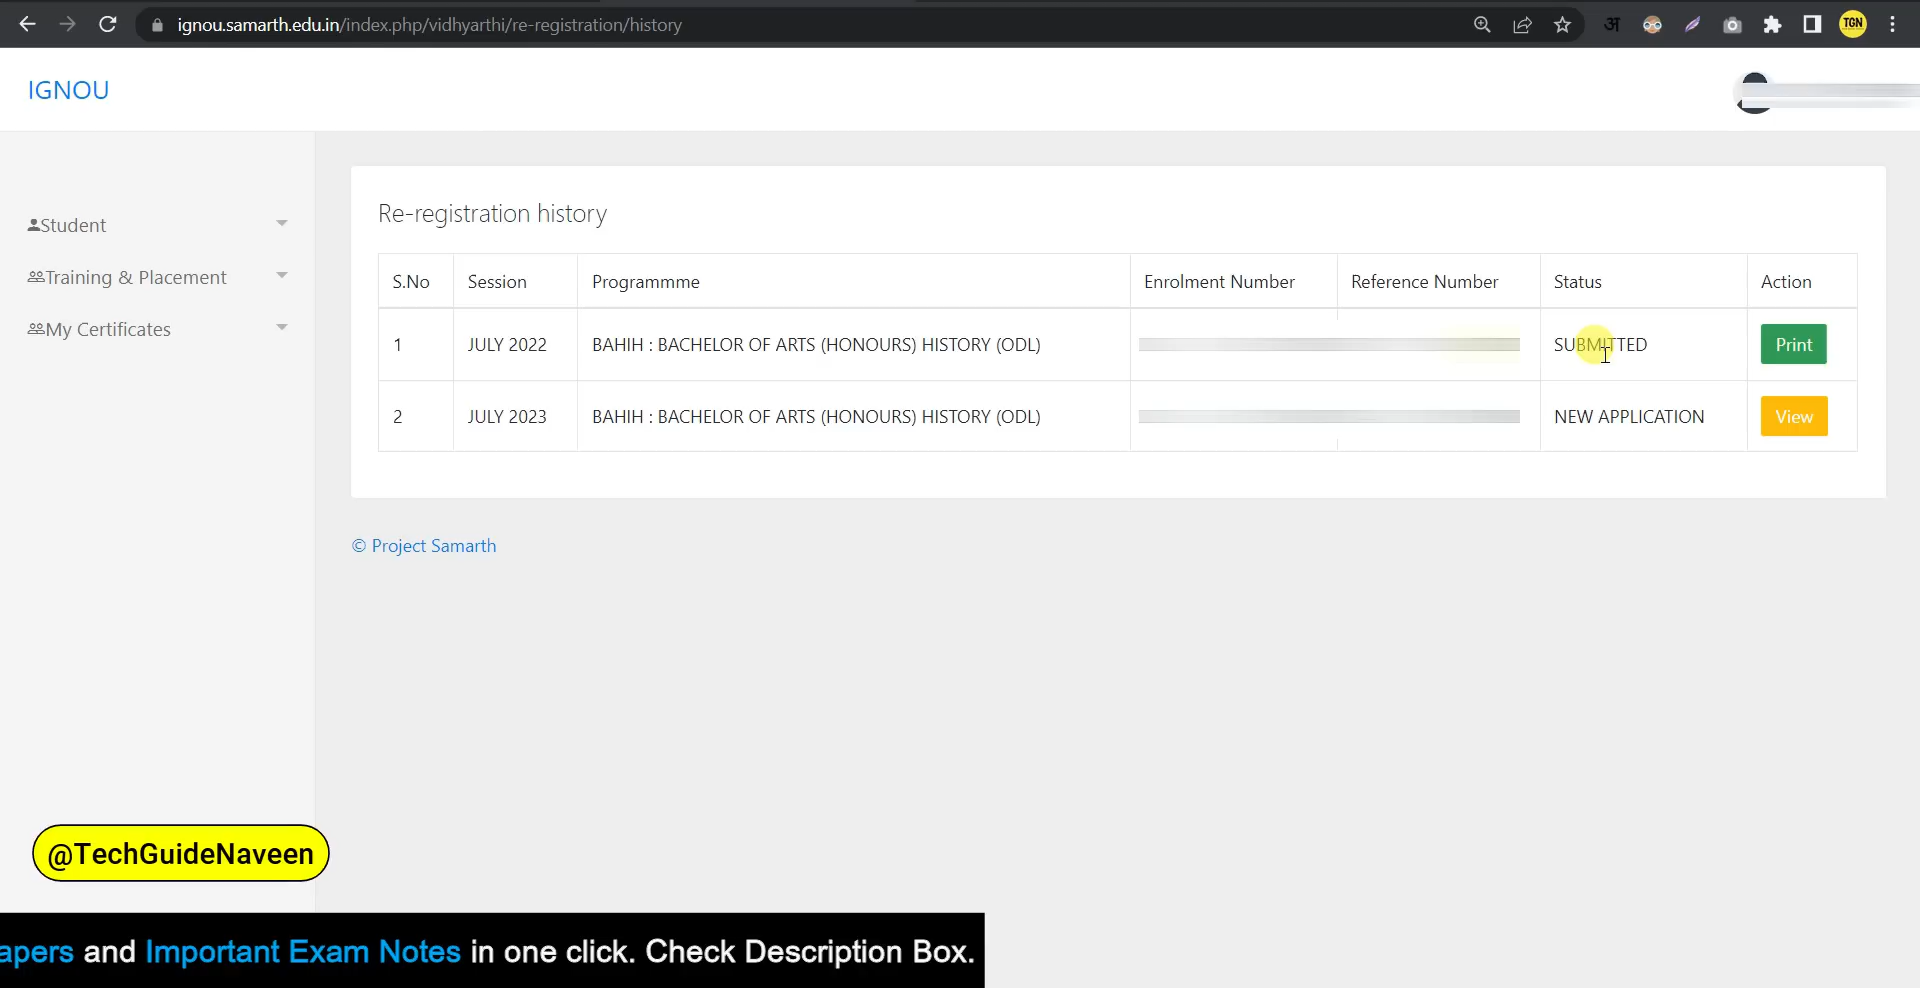 ignou.samarth.edu.in/index.php/vidhyarthi/re-registration/history
अ
TGN
IGNOU
Student
Training & Placement
My Certificates
Re-registration history
S.No Session Programmme Enrolment Number Reference Number Status Action
1 JULY 2022 BAHIH : BACHELOR OF ARTS (HONOURS) HISTORY (ODL) SUBMITTED Print
2 JULY 2023 BAHIH : BACHELOR OF ARTS (HONOURS) HISTORY (ODL) NEW APPLICATION View
© Project Samarth
@TechGuideNaveen
apers and Important Exam Notes in one click. Check Description Box.